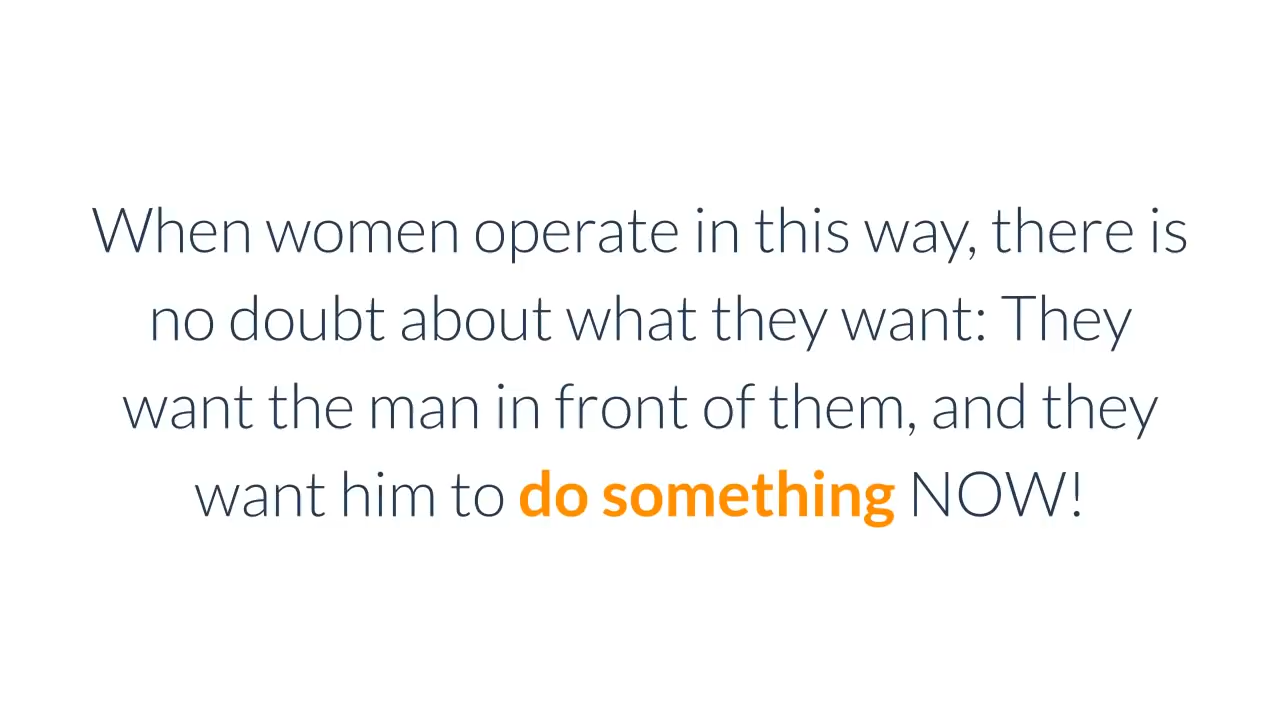 When women operate in this way, there is
no doubt about what they want: They
want the man in front of them, and they
want him to do something NOW!